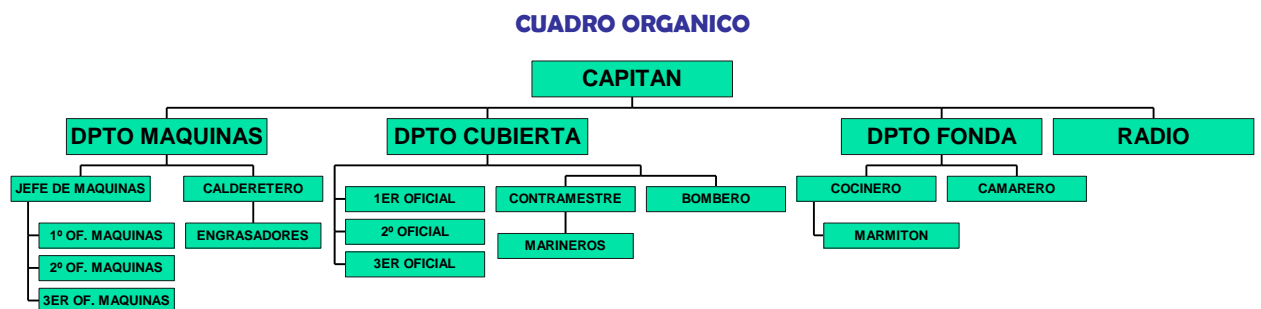 CUADRO ORGANICO
CAPITAN
DPTO MAQUINAS
DPTO CUBIERTA
DPTO FONDA
RADIO
JEFE DE MAQUINAS
CALDERETERO
1ER OFICIAL
CONTRAMESTRE
BOMBERO
COCINERO
CAMARERO
1º OF. MAQUINAS
ENGRASADORES
2º OFICIAL
MARINEROS
MARMITON
2º OF. MAQUINAS
3ER OFICIAL
3ER OF. MAQUINAS